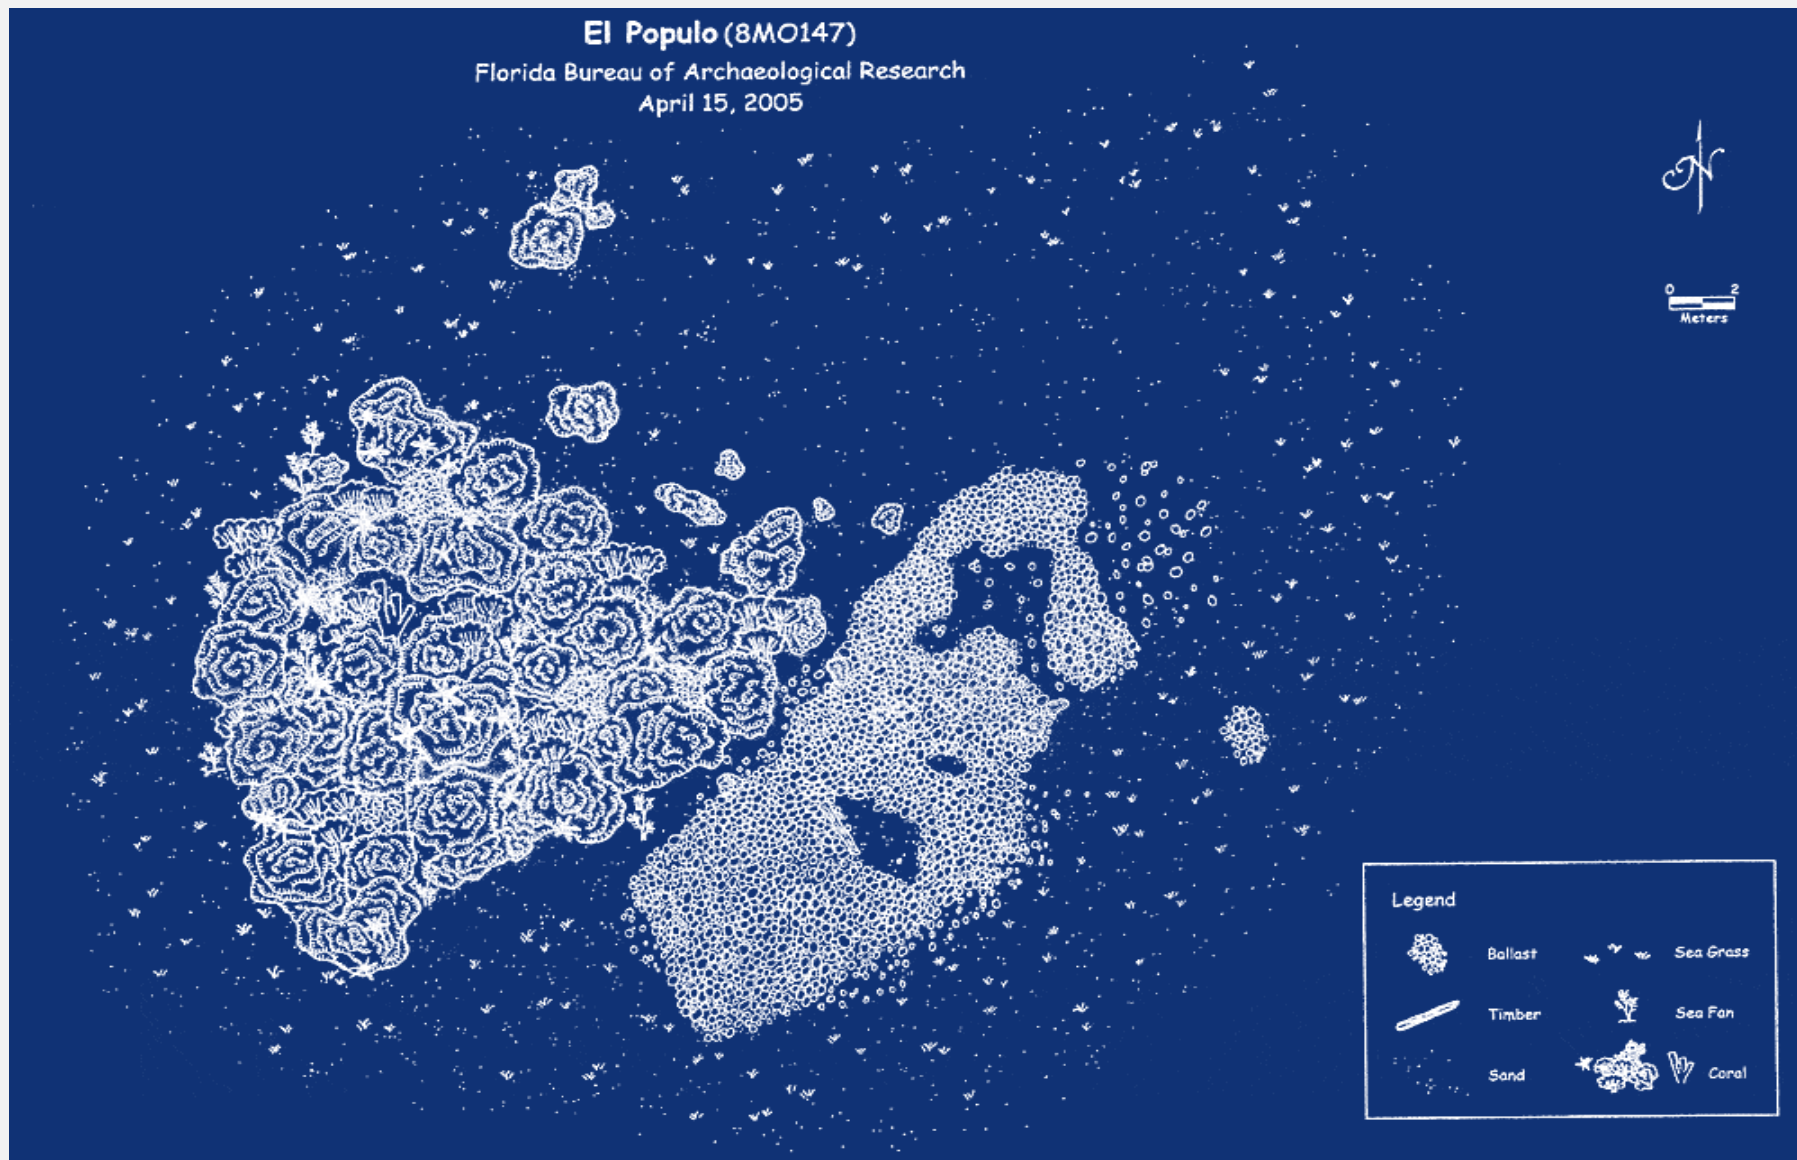 El Populo (8MO147)
Florida Bureau of Archaeological Research
April 15, 2005
N
0 2
Meters
Legend
Ballast
Sea Grass
Timber
Sea Fan
Sand
Coral